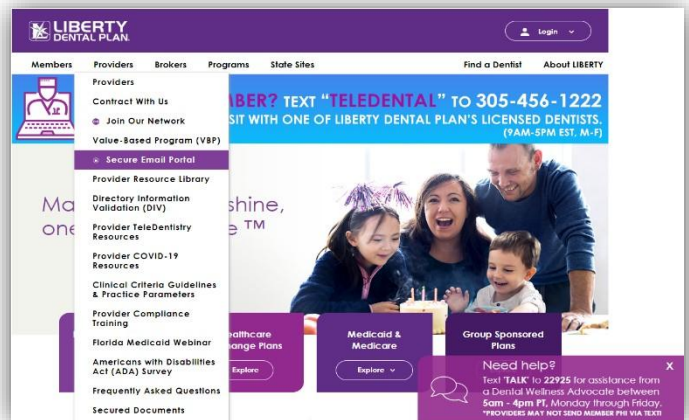 LIBERTY
DENTAL PLAN
Login
Members Providers Brokers Programs State Sites Find a Dentist About LIBERTY
Providers
Contract With Us
Join Our Network
Value-Based Program (VBP)
Secure Email Portal
Provider Resource Library
Directory Information
Validation (DIV)
Provider TeleDentistry
Resources
Provider COVID-19
Resources
Clinical Criteria Guidelines
& Practice Parameters
Provider Compliance
Training
Florida Medicaid Webinar
Americans with Disabilities
Act (ADA) Survey
Frequently Asked Questions
Secured Documents
TEXT "TELEDENTAL" TO 305-456-1222
WITH ONE OF LIBERTY DENTAL PLAN'S LICENSED DENTISTS.
(9AM-5PM EST, M-F)
Ma shine,
on e ™
Plans
Explore
Medicaid &
Medicare
Explore
Group Sponsored
Plans
Need help? X
Text 'TALK' to 22925 for assistance from
a Dental Wellness Advocate between
5am - 4pm PT, Monday through Friday.
*PROVIDERS MAY NOT SEND MEMBER PHI VIA TEXT!